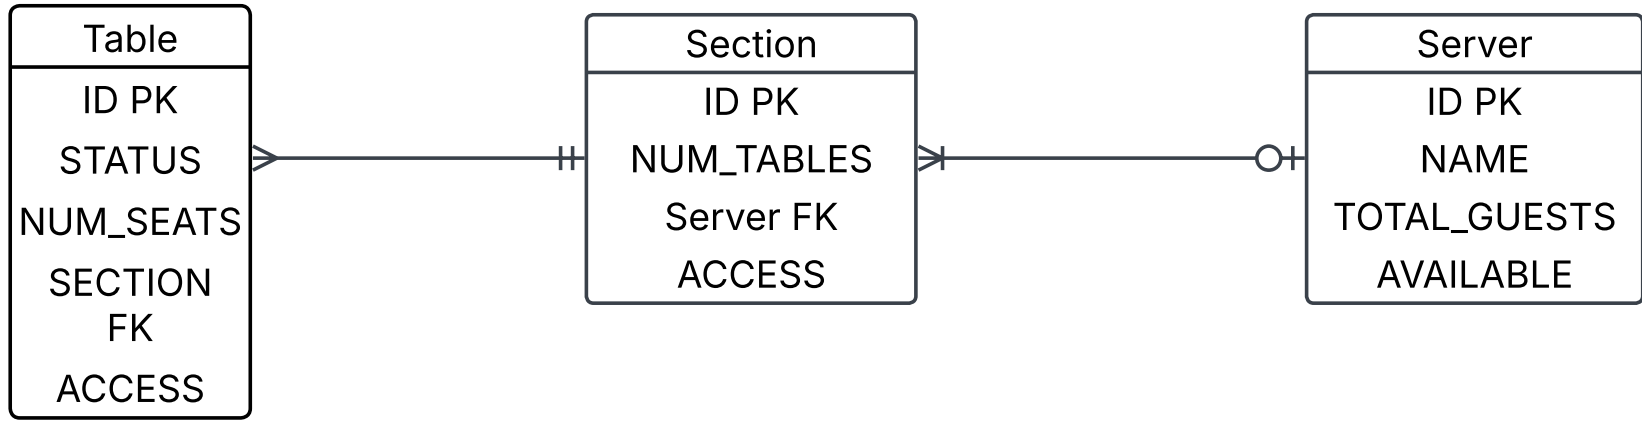 Table
ID PK
STATUS
NUM_SEATS
SECTION
FK
ACCESS
Section
ID PK
NUM_TABLES
Server FK
ACCESS
Server
ID PK
NAME
TOTAL_GUESTS
AVAILABLE